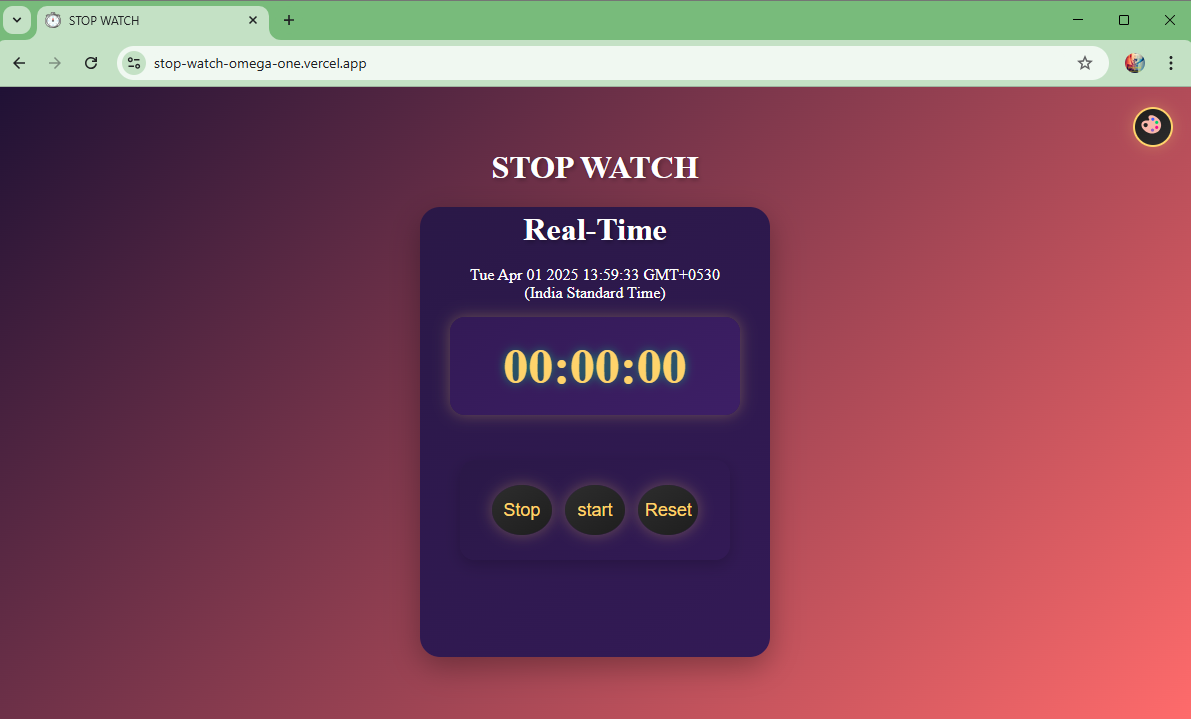 STOP WATCH
stop-watch-omega-one.vercel.app
STOP WATCH
Real-Time
Tue Apr 01 2025 13:59:33 GMT+0530
(India Standard Time)
00:00:00
Stop start Reset